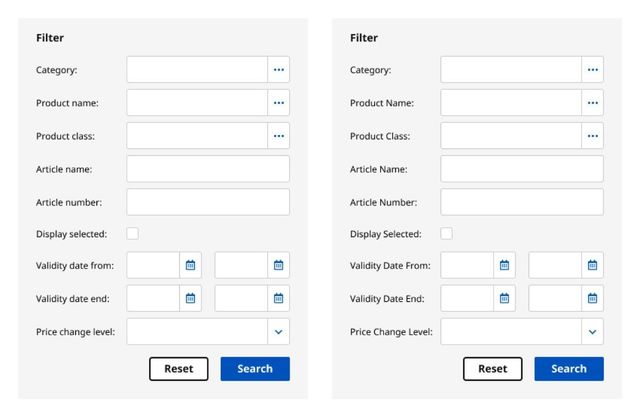 Filter
Category:
Product name:
Product class:
Article name:
Article number:
Display selected:
Validity date from:
Validity date end:
Price change level:
Reset Search
Filter
Category:
Product Name:
Product Class:
Article Name:
Article Number:
Display Selected:
Validity Date From:
Validity Date End:
Price Change Level:
Reset Search